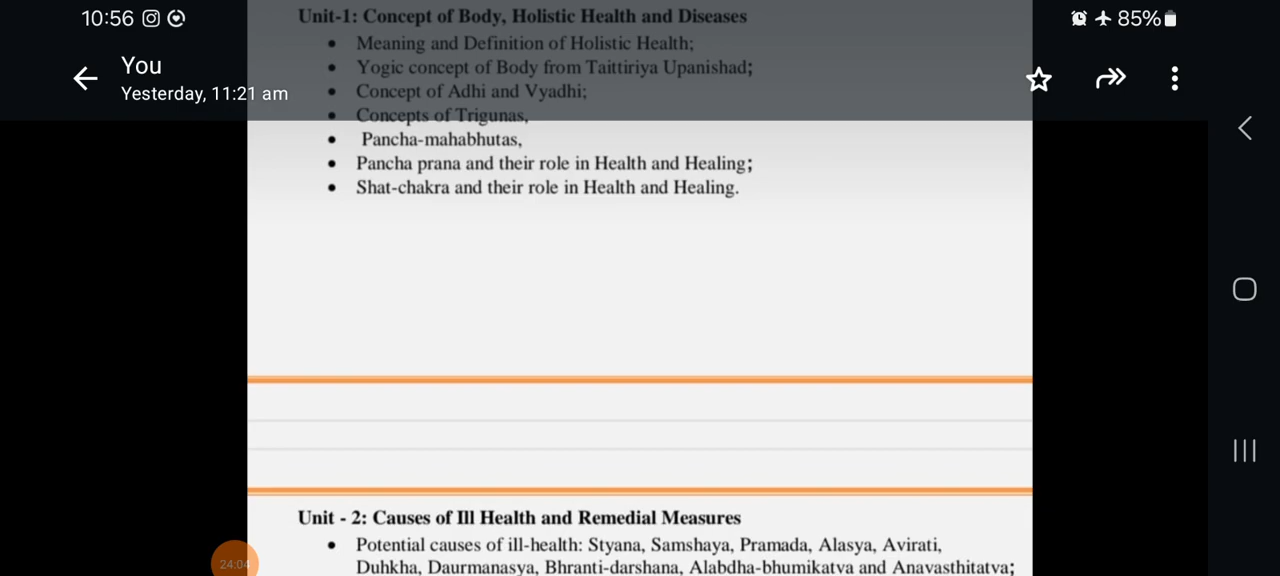 10:56
85%
You
Yesterday, 11:21 am
Unit-1: Concept of Body, Holistic Health and Diseases
• Meaning and Definition of Holistic Health;
• Yogic concept of Body from Taittiriya Upanishad;
• Concept of Adhi and Vyadhi;
• Concepts of Trigunas,
• Pancha-mahabhutas,
• Pancha prana and their role in Health and Healing;
• Shat-chakra and their role in Health and Healing.
Unit - 2: Causes of Ill Health and Remedial Measures
• Potential causes of ill-health: Styana, Samshaya, Pramada, Alasya, Avirati,
Duhkha, Daurmanasya, Bhranti-darshana, Alabdha-bhumikatva and Anavasthitatva;
24:04